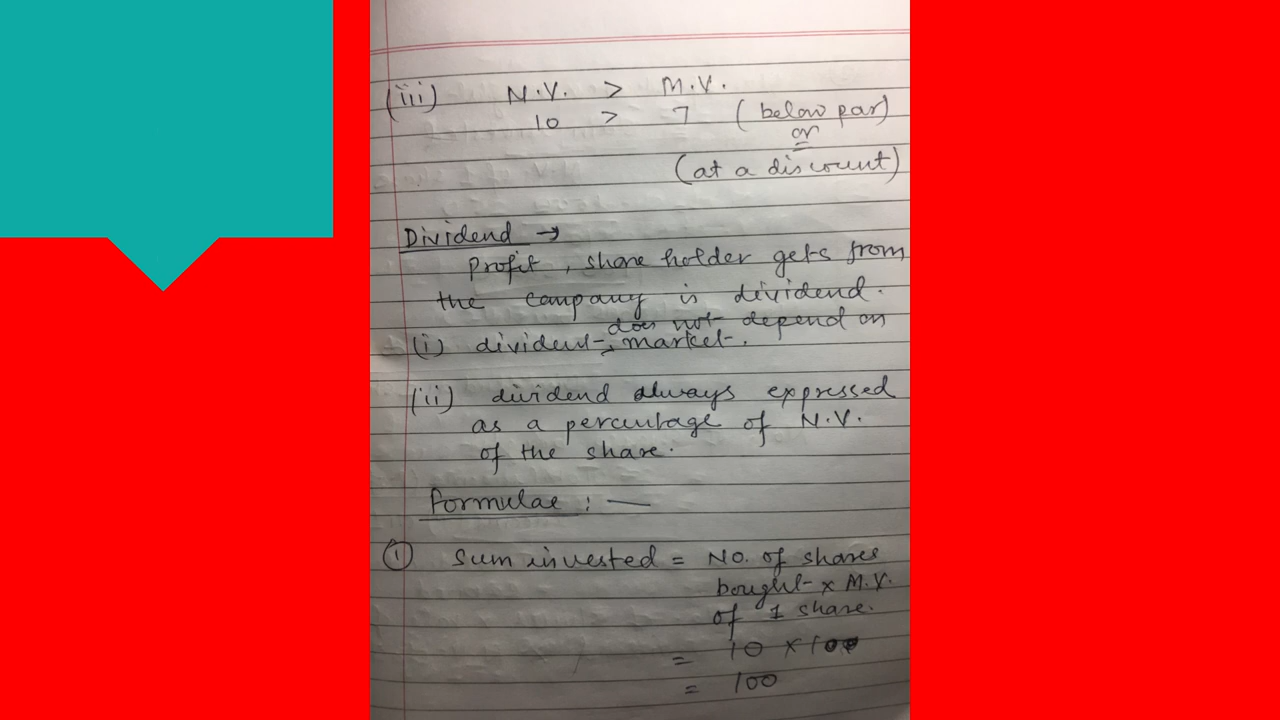 (iii) N.V. > M.V.
10 > 7 (below par)
or
(at a discount)
Dividend →
Profit, share holder gets from
the company is dividend.
does not depend on
(i) divident, market.
(ii) dividend always expressed
as a percentage of N.V.
of the share.
Formulae : —
① Sum invested = No. of shares
bought × M.V.
of 1 share.
= 10 ×
= 100